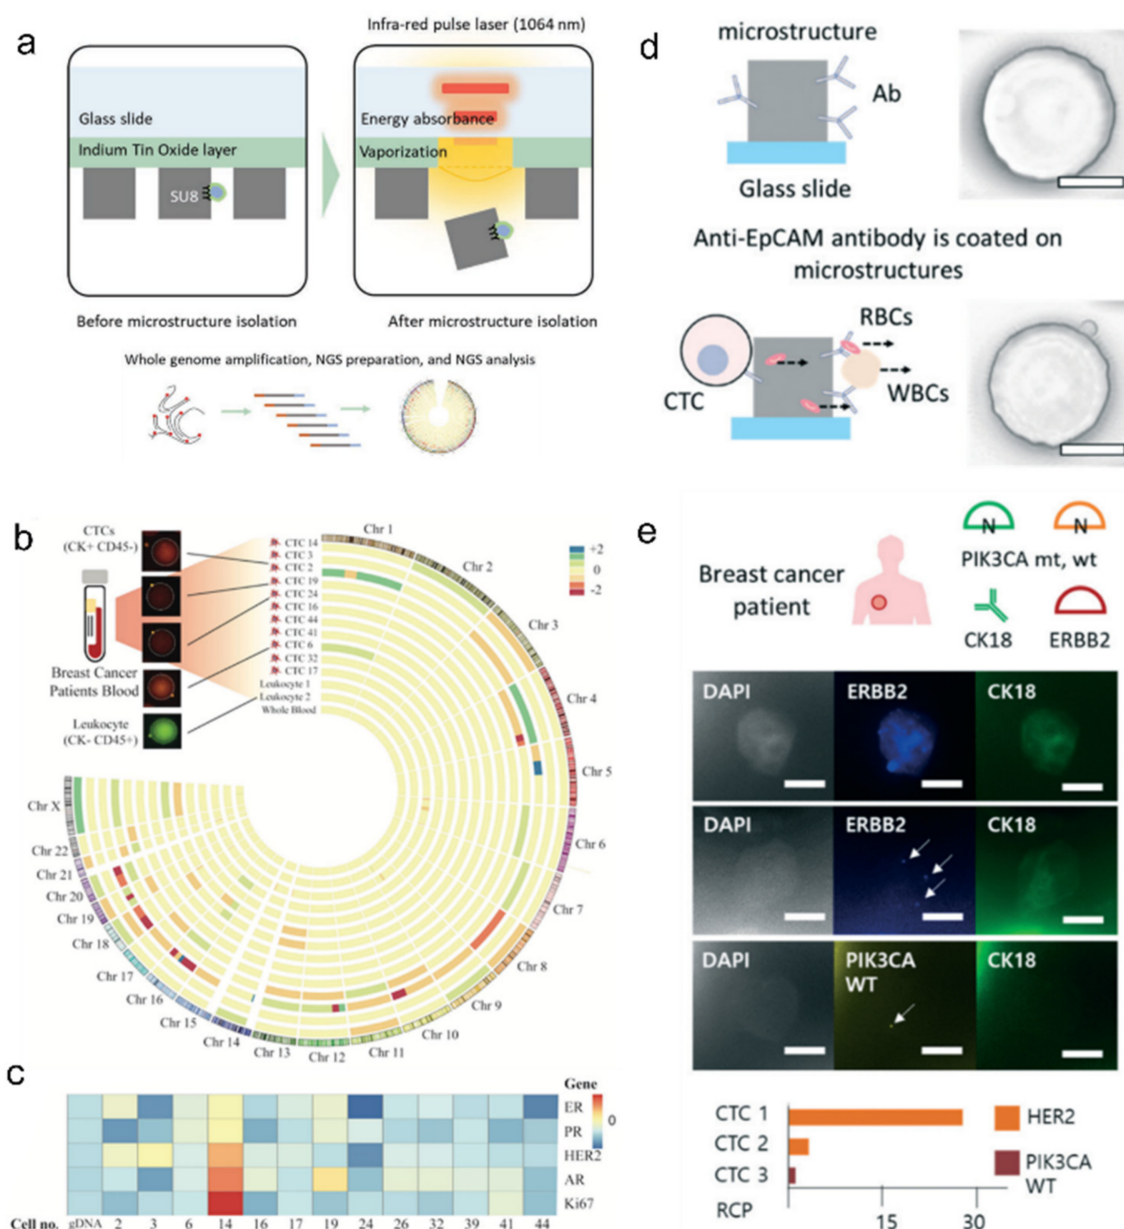 a
Infra-red pulse laser (1064 nm)
Glass slide
Indium Tin Oxide layer
SU8
Energy absorbance
Vaporization
Before microstructure isolation
After microstructure isolation
Whole genome amplification, NGS preparation, and NGS analysis
b
CTCs
(CK+ CD45-)
Breast Cancer
Patients Blood
Leukocyte
(CK- CD45+)
CTC 14
CTC 3
CTC 2
CTC 19
CTC 24
CTC 16
CTC 44
CTC 41
CTC 6
CTC 32
CTC 17
Leukocyte 1
Leukocyte 2
Whole Blood
+2
0
-2
Chr 1
Chr 2
Chr 3
Chr 4
Chr 5
Chr 6
Chr 7
Chr 8
Chr 9
Chr 10
Chr 11
Chr 12
Chr 13
Chr 14
Chr 15
Chr 16
Chr 17
Chr 18
Chr 19
Chr 20
Chr 21
Chr 22
Chr X
c
Gene
0
ER
PR
HER2
AR
Ki67
Cell no. gDNA 2 3 6 14 16 17 19 24 26 32 39 41 44
d
microstructure
Ab
Glass slide
Anti-EpCAM antibody is coated on
microstructures
CTC
RBCs
WBCs
e
Breast cancer
patient
N N
PIK3CA mt, wt
CK18 ERBB2
DAPI ERBB2 CK18
DAPI ERBB2 CK18
DAPI PIK3CA CK18
WT
CTC 1
CTC 2
CTC 3
RCP
15 30
HER2
PIK3CA
WT